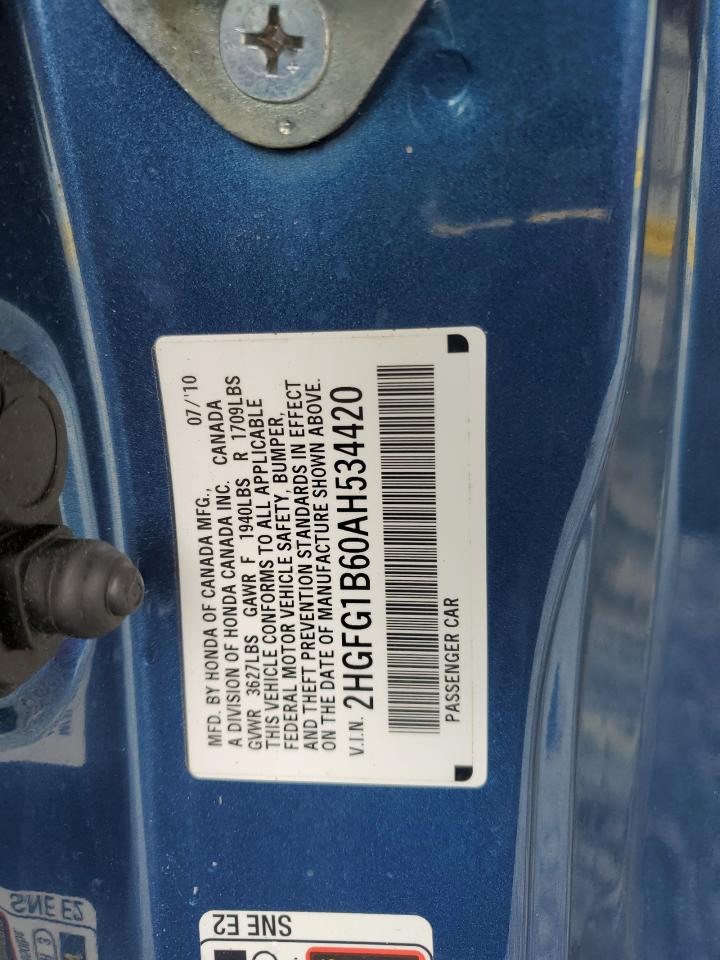 MFD. BY HONDA OF CANADA MFG., 07/'10
A DIVISION OF HONDA CANADA INC. CANADA
GVWR 3627LBS GAWR F 1940LBS R 1709LBS
THIS VEHICLE CONFORMS TO ALL APPLICABLE
FEDERAL MOTOR VEHICLE SAFETY, BUMPER,
AND THEFT PREVENTION STANDARDS IN EFFECT
ON THE DATE OF MANUFACTURE SHOWN ABOVE.
V.I.N. 2HGFG1B60AH534420
PASSENGER CAR
SNE E2
SNE E2